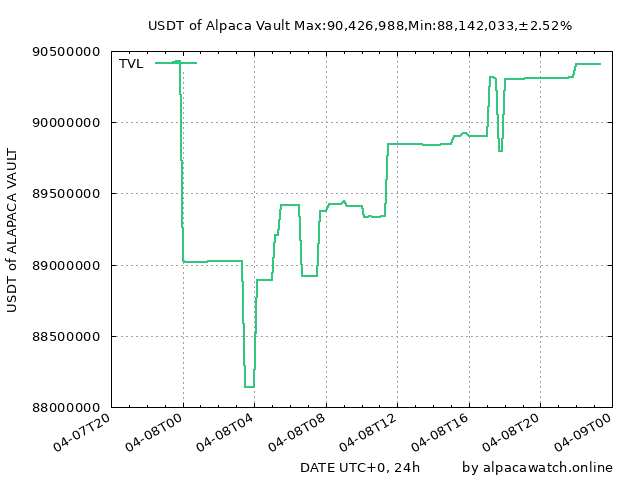 USDT of Alpaca Vault Max:90,426,988,Min:88,142,033,±2.52%
TVL
90500000
90000000
89500000
89000000
88500000
88000000
USDT of ALAPACA VAULT
04-07T20
04-08T00
04-08T04
04-08T08
04-08T12
04-08T16
04-08T20
04-09T00
DATE UTC+0, 24h
by alpacawatch.online